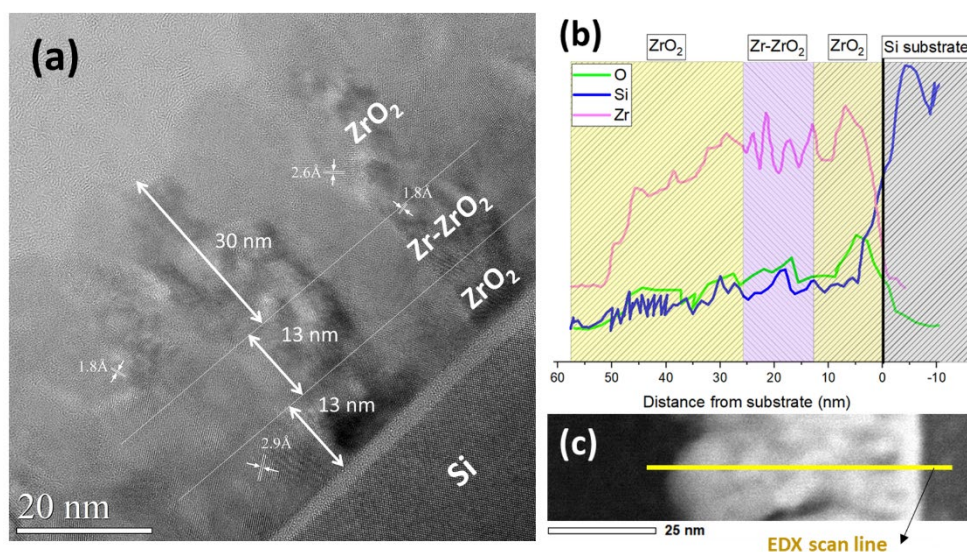 (a)
ZrO₂
2.6Å
1.8Å
Zr-ZrO₂
30 nm
ZrO₂
13 nm
1.8Å
13 nm
2.9Å
Si
20 nm
(b)
ZrO₂
Zr-ZrO₂
ZrO₂
Si substrate
O
Si
Zr
60 50 40 30 20 10 0 -10
Distance from substrate (nm)
(c)
25 nm
EDX scan line